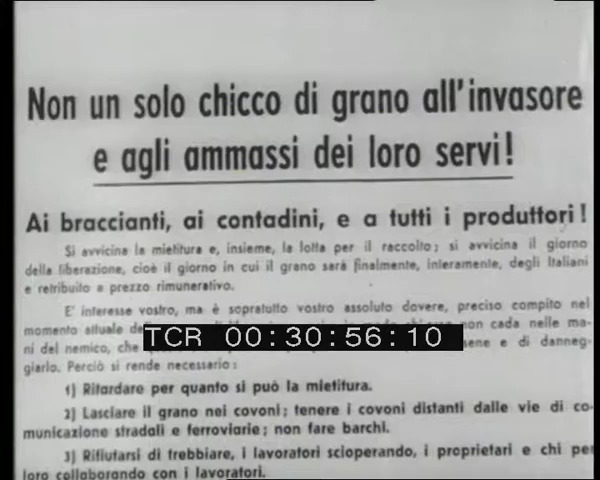 Non un solo chicco di grano all'invasore
e agli ammassi dei loro servi!
Ai braccianti, ai contadini, e a tutti i produttori!
Si avvicina la mietitura e, insieme, la lotta per il raccolto; si avvicina il giorno
della liberazione, cioè il giorno in cui il grano sarà finalmente, interamente, degli Italiani
e retribuito a prezzo rimunerativo.
E' interesse vostro, ma è sopratutto vostro assoluto dovere, preciso compito nel
momento attuale non cada nelle ma-
TCR 00:30:56:10
ni del nemico, che sene e di danneg-
giarlo. Perciò si rende necessario:
1) Ritardare per quanto si può la mietitura.
2) Lasciare il grano nei covoni; tenere i covoni distanti dalle vie di co-
municazione stradali e ferroviarie; non fare barchi.
3) Rifiutarsi di trebbiare, i lavoratori scioperando, i proprietari e chi per
loro collaborando con i lavoratori.